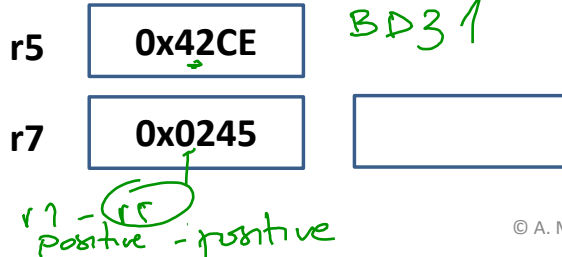 r5 0x42CE BD31
r7 0x0245
r7 - r5
positive - positive
© A. M